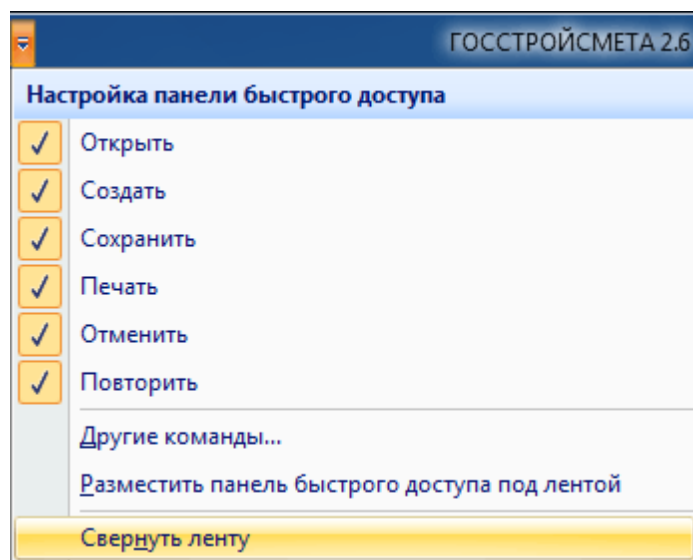 ГОССТРОЙСМЕТА 2.6
Настройка панели быстрого доступа
Открыть
Создать
Сохранить
Печать
Отменить
Повторить
Другие команды...
Разместить панель быстрого доступа под лентой
Свернуть ленту